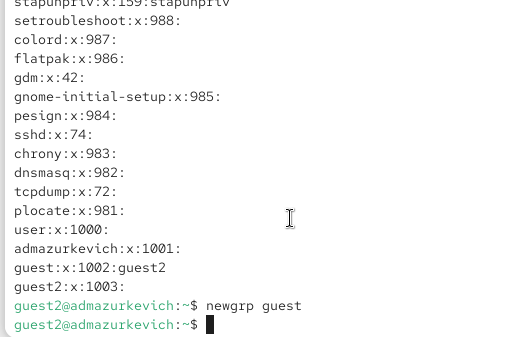 stapunpriv:x:159:stapunpriv
setroubleshoot:x:988:
colord:x:987:
flatpak:x:986:
gdm:x:42:
gnome-initial-setup:x:985:
pesign:x:984:
sshd:x:74:
chrony:x:983:
dnsmasq:x:982:
tcpdump:x:72:
plocate:x:981:
user:x:1000:
admazurkevich:x:1001:
guest:x:1002:guest2
guest2:x:1003:
guest2@admazurkevich:~$ newgrp guest
guest2@admazurkevich:~$